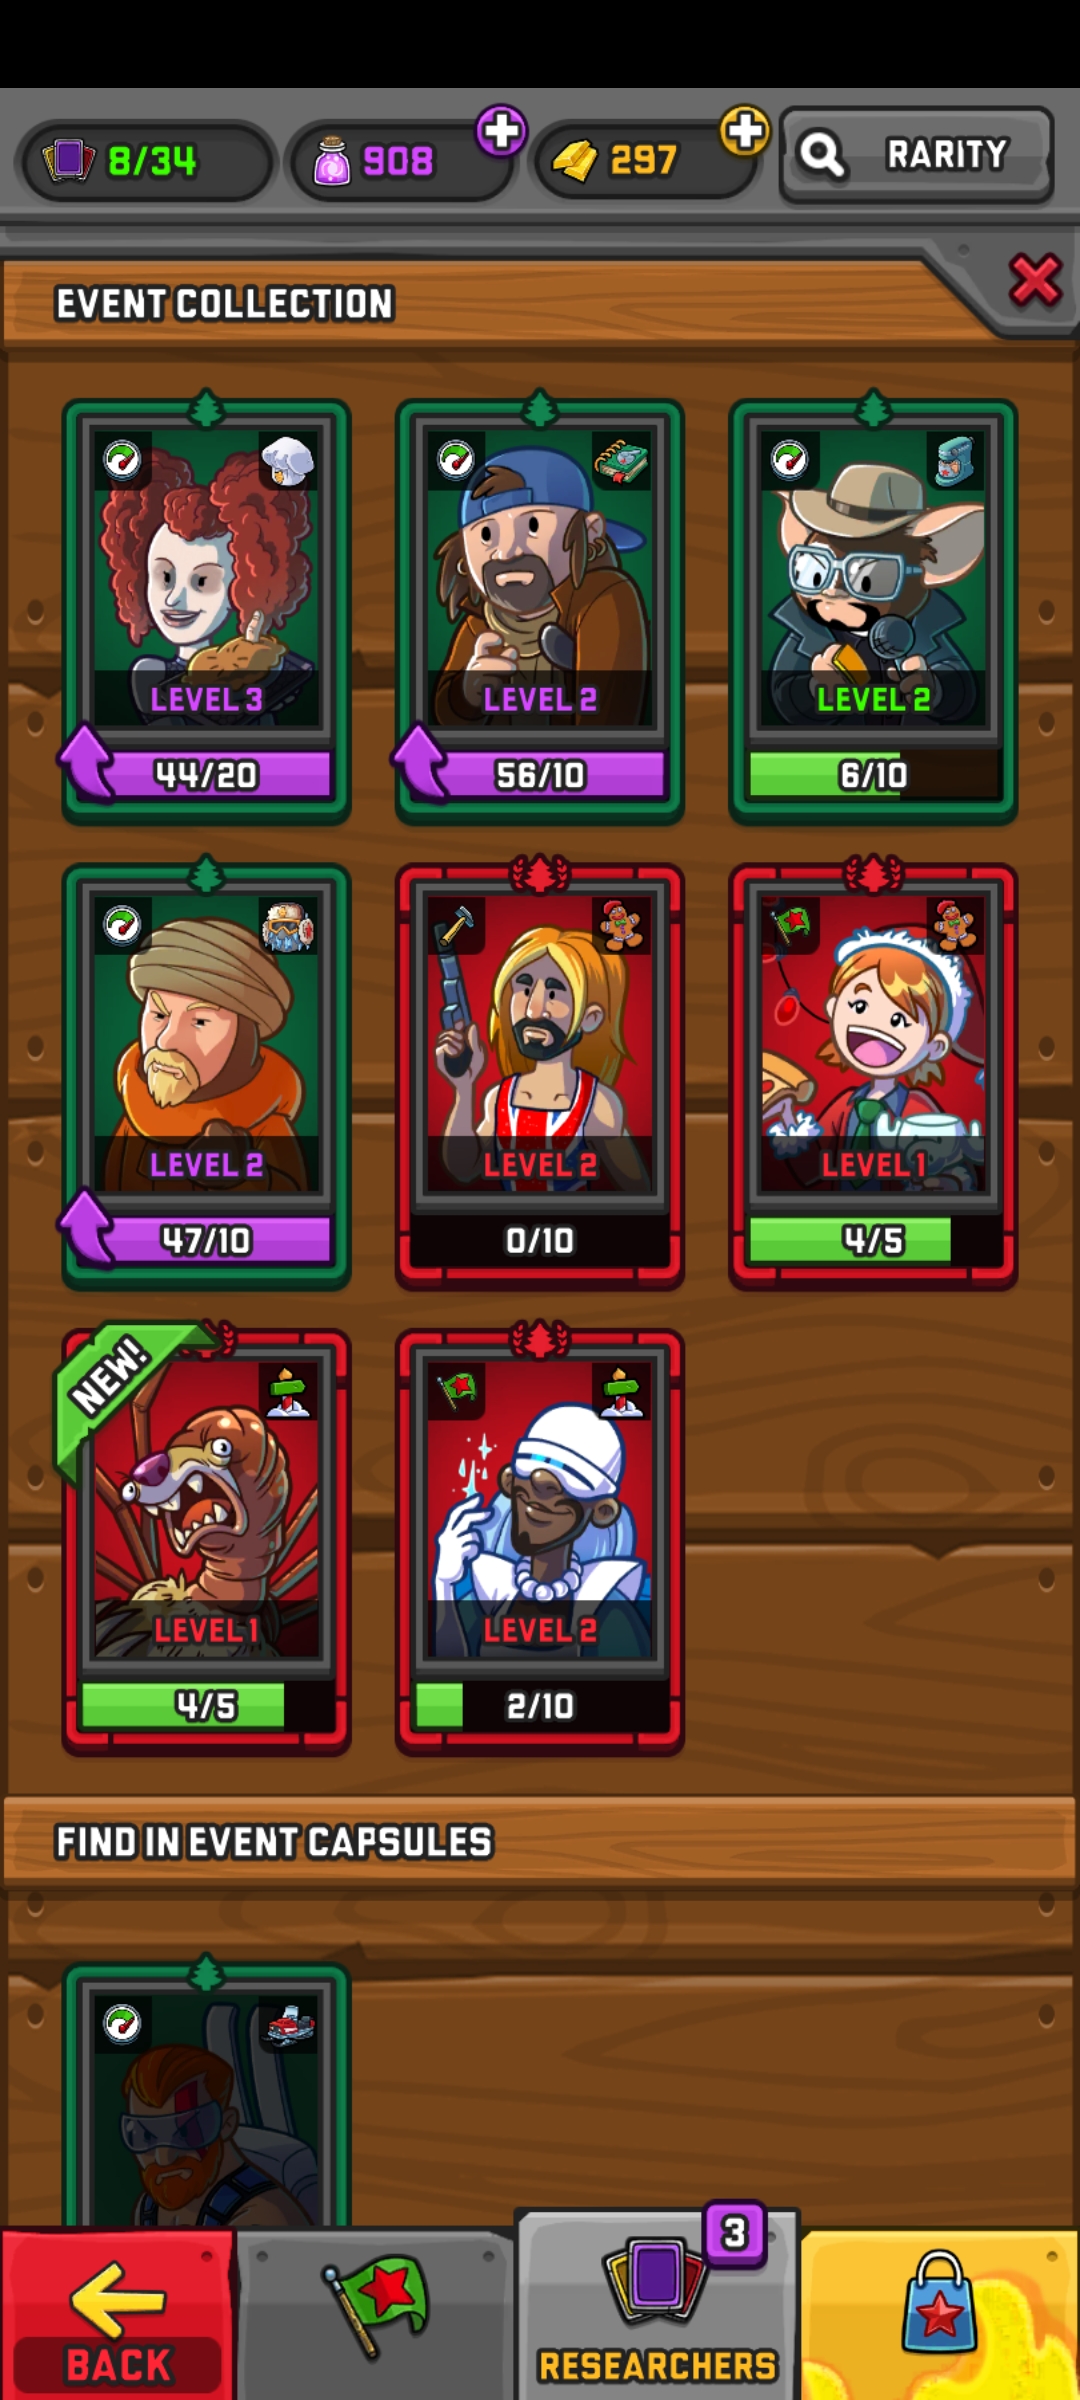 8/34 908 297 RARITY
EVENT COLLECTION
LEVEL 3 LEVEL 2 LEVEL 2
44/20 56/10 6/10
LEVEL 2 LEVEL 2 LEVEL 1
47/10 0/10 4/5
NEW!
LEVEL 1 LEVEL 2
4/5 2/10
FIND IN EVENT CAPSULES
3
BACK RESEARCHERS